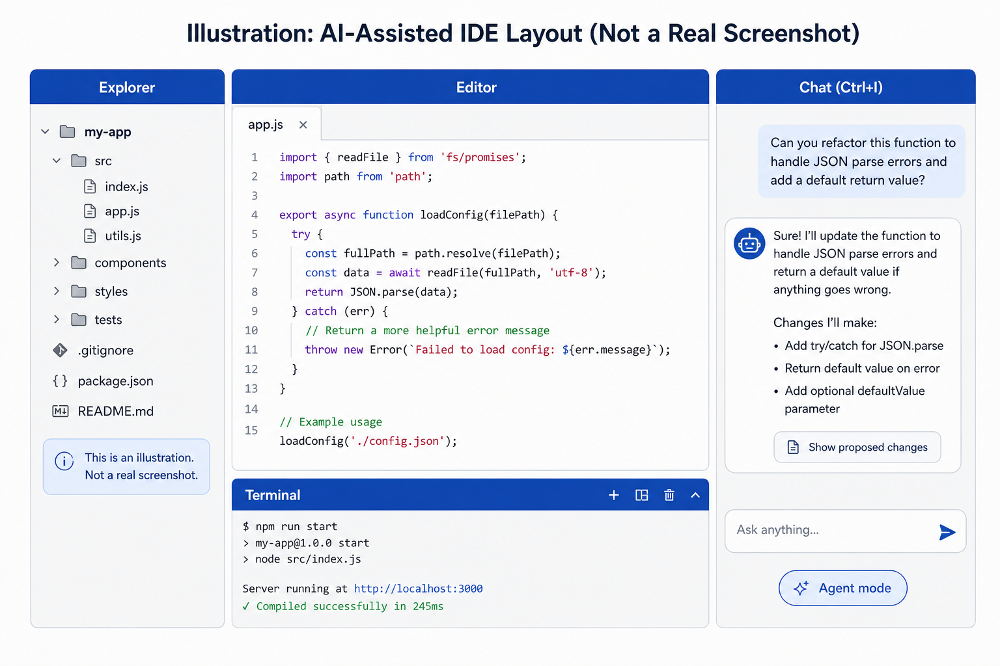 Illustration: AI-Assisted IDE Layout (Not a Real Screenshot)
Explorer
my-app
src
index.js
app.js
utils.js
components
styles
tests
.gitignore
{ } package.json
M↓ README.md
This is an illustration.
Not a real screenshot.
Editor
app.js ×
1 import { readFile } from 'fs/promises';
2 import path from 'path';
3
4 export async function loadConfig(filePath) {
5 try {
6 const fullPath = path.resolve(filePath);
7 const data = await readFile(fullPath, 'utf-8');
8 return JSON.parse(data);
9 } catch (err) {
10 // Return a more helpful error message
11 throw new Error(`Failed to load config: ${err.message}`);
12 }
13 }
14
// Example usage
15
loadConfig('./config.json');
Terminal
$ npm run start
> my-app@1.0.0 start
> node src/index.js
Server running at http://localhost:3000
✓ Compiled successfully in 245ms
Chat (Ctrl+I)
Can you refactor this function to
handle JSON parse errors and
add a default return value?
Sure! I’ll update the function to
handle JSON parse errors and
return a default value if
anything goes wrong.
Changes I’ll make:
• Add try/catch for JSON.parse
• Return default value on error
• Add optional defaultValue
parameter
Show proposed changes
Ask anything...
Agent mode